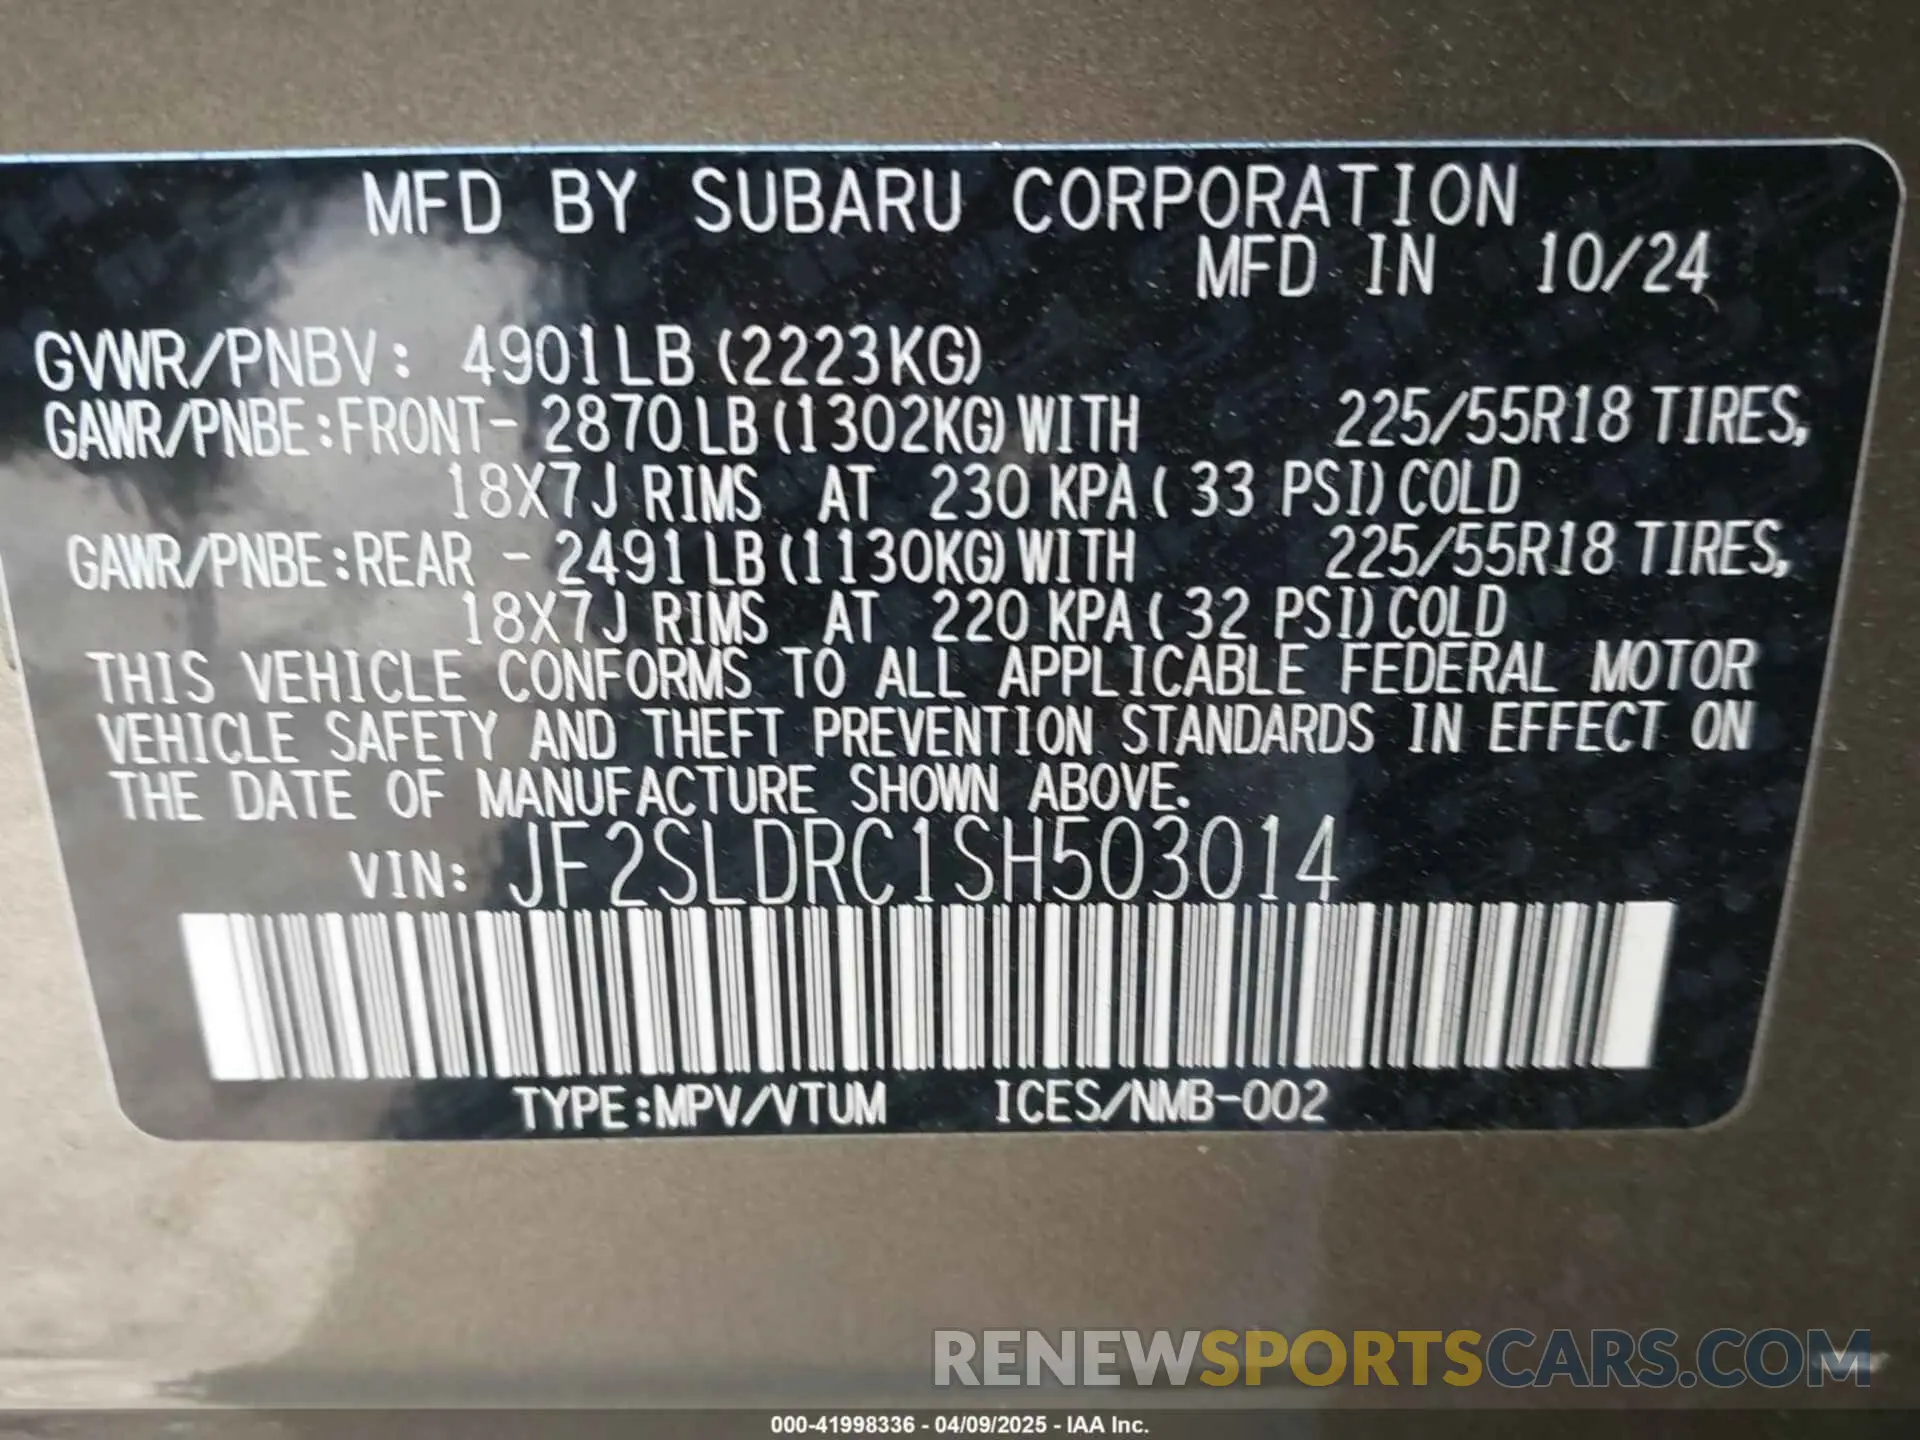 MFD BY SUBARU CORPORATION
MFD IN 10/24
GVWR/PNBV: 4901LB (2223KG)
GAWR/PNBE:FRONT- 2870LB(1302KG)WITH 225/55R18 TIRES,
18X7J RIMS AT 230 KPA( 33 PSI)COLD
GAWR/PNBE:REAR - 2491LB(1130KG)WITH 225/55R18 TIRES,
18X7J RIMS AT 220 KPA( 32 PSI)COLD
THIS VEHICLE CONFORMS TO ALL APPLICABLE FEDERAL MOTOR
VEHICLE SAFETY AND THEFT PREVENTION STANDARDS IN EFFECT ON
THE DATE OF MANUFACTURE SHOWN ABOVE.
VIN: JF2SLDRC1SH503014
TYPE:MPV/VTUM ICES/NMB-002
RENEWSPORTSCARS.COM
000-41998336 - 04/09/2025 - IAA Inc.